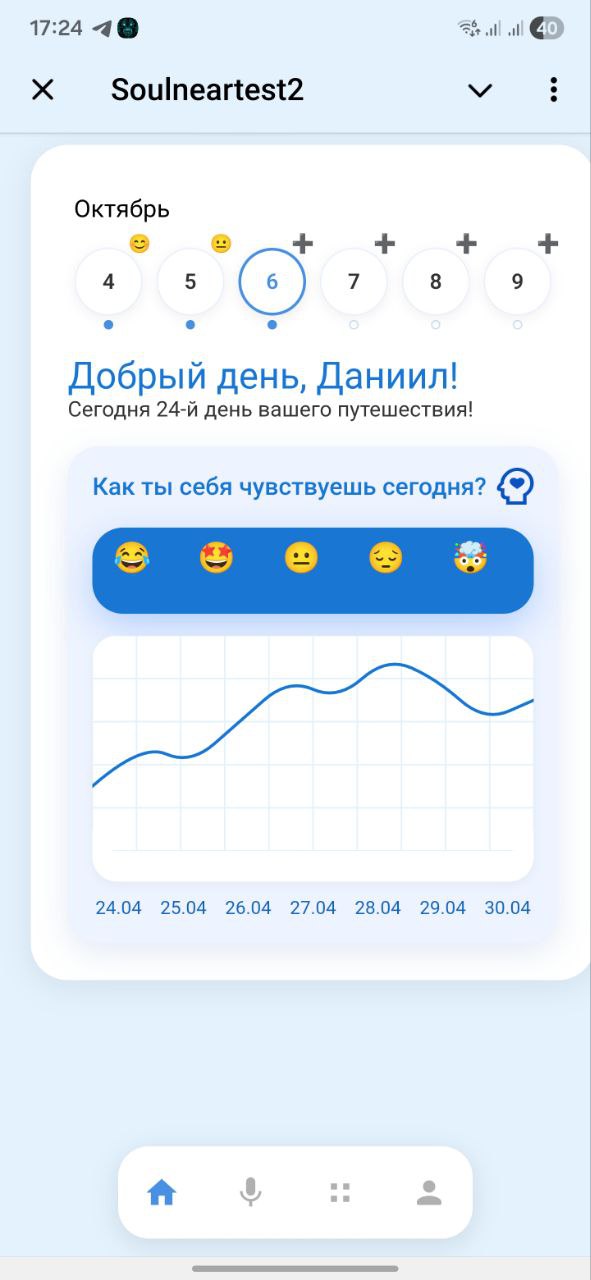 17:24
40
Soulneartest2
Октябрь
4 5 6 7 8 9
Добрый день, Даниил!
Сегодня 24-й день вашего путешествия!
Как ты себя чувствуешь сегодня?
24.04 25.04 26.04 27.04 28.04 29.04 30.04